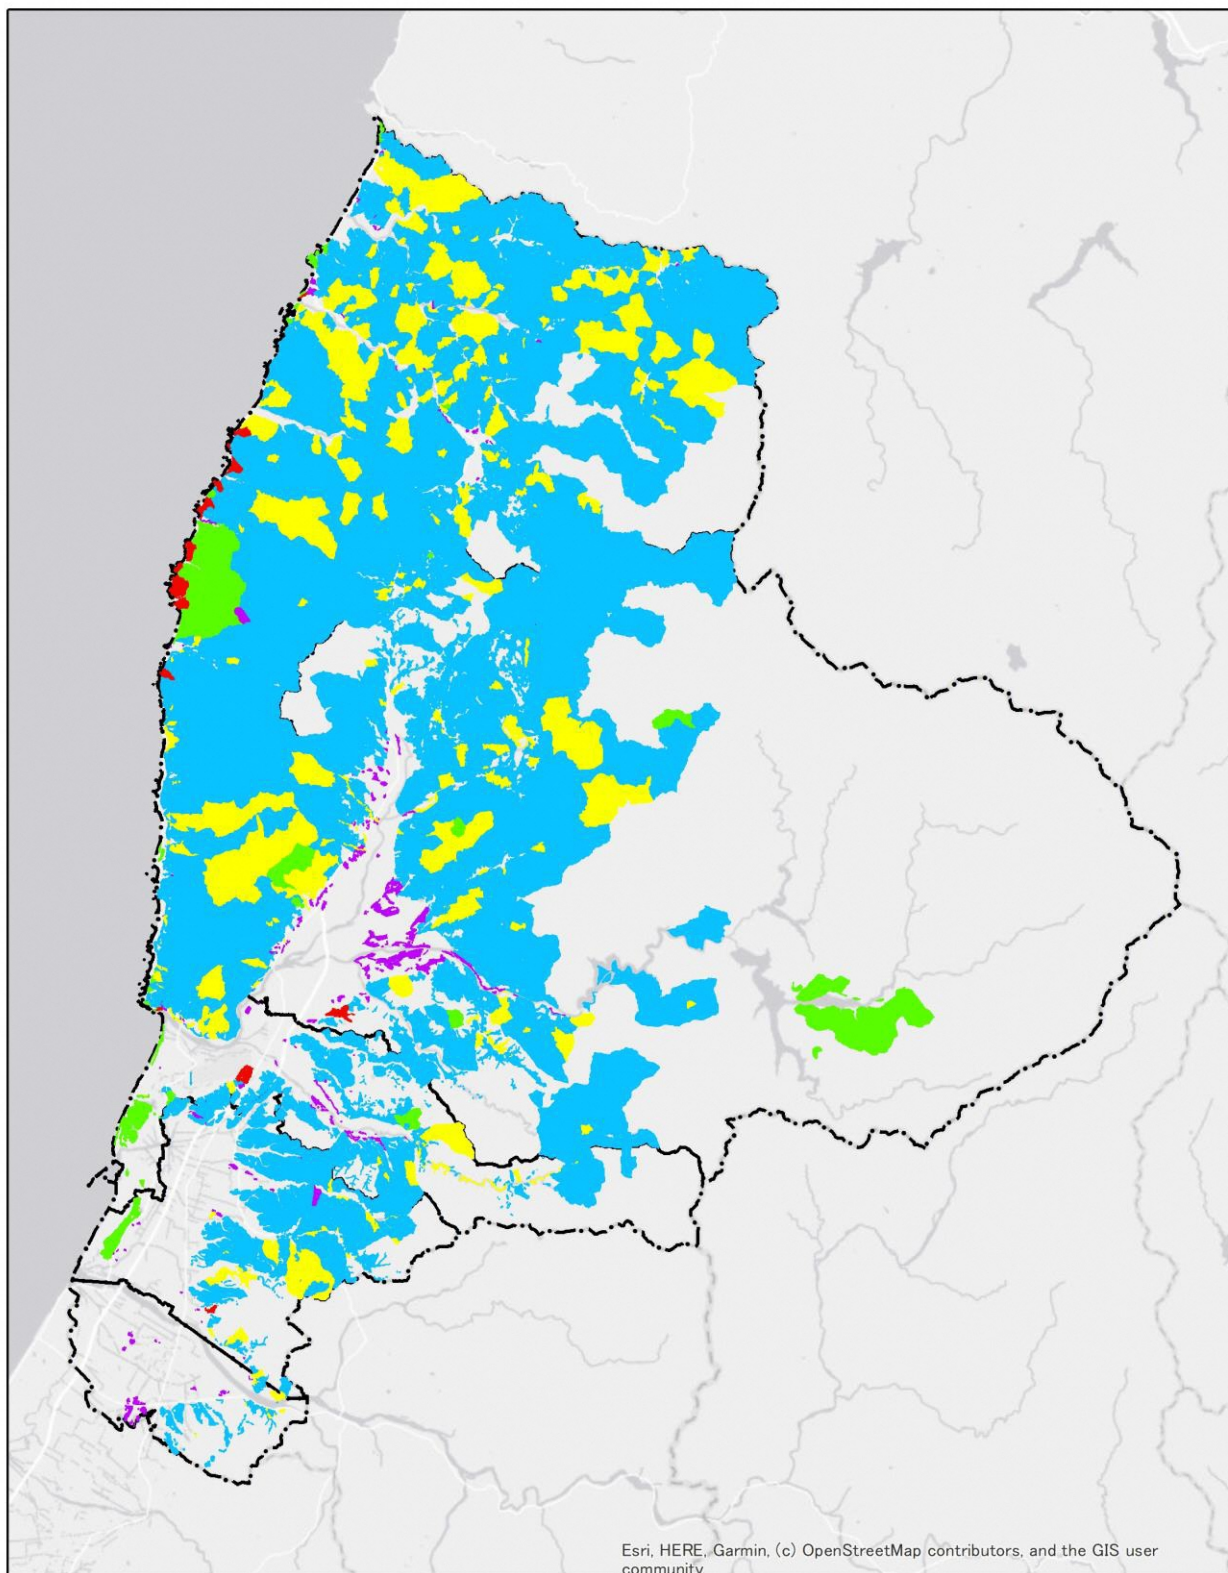 Esri, HERE, Garmin, (c) OpenStreetMap contributors, and the GIS user
community